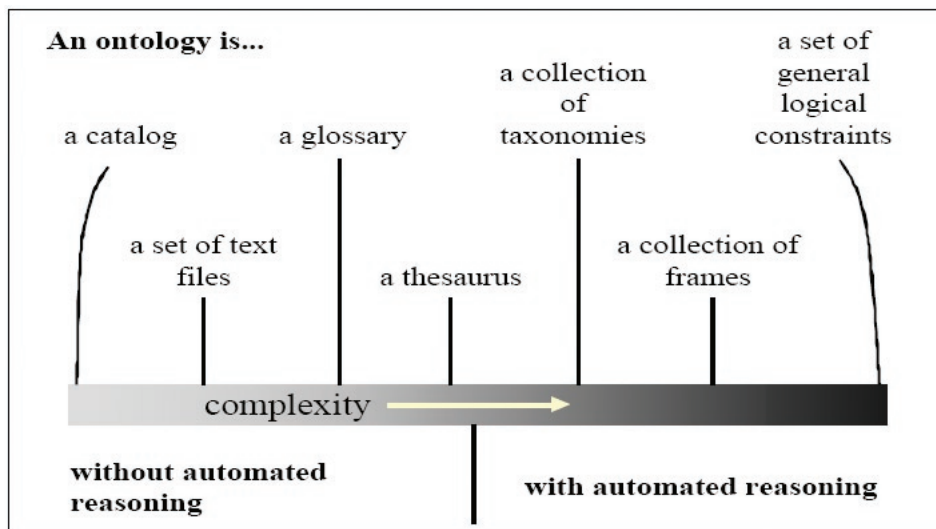 An ontology is...
a catalog
a set of text
files
a glossary
a thesaurus
a collection
of
taxonomies
a collection of
frames
a set of
general
logical
constraints
complexity
without automated
reasoning
with automated reasoning